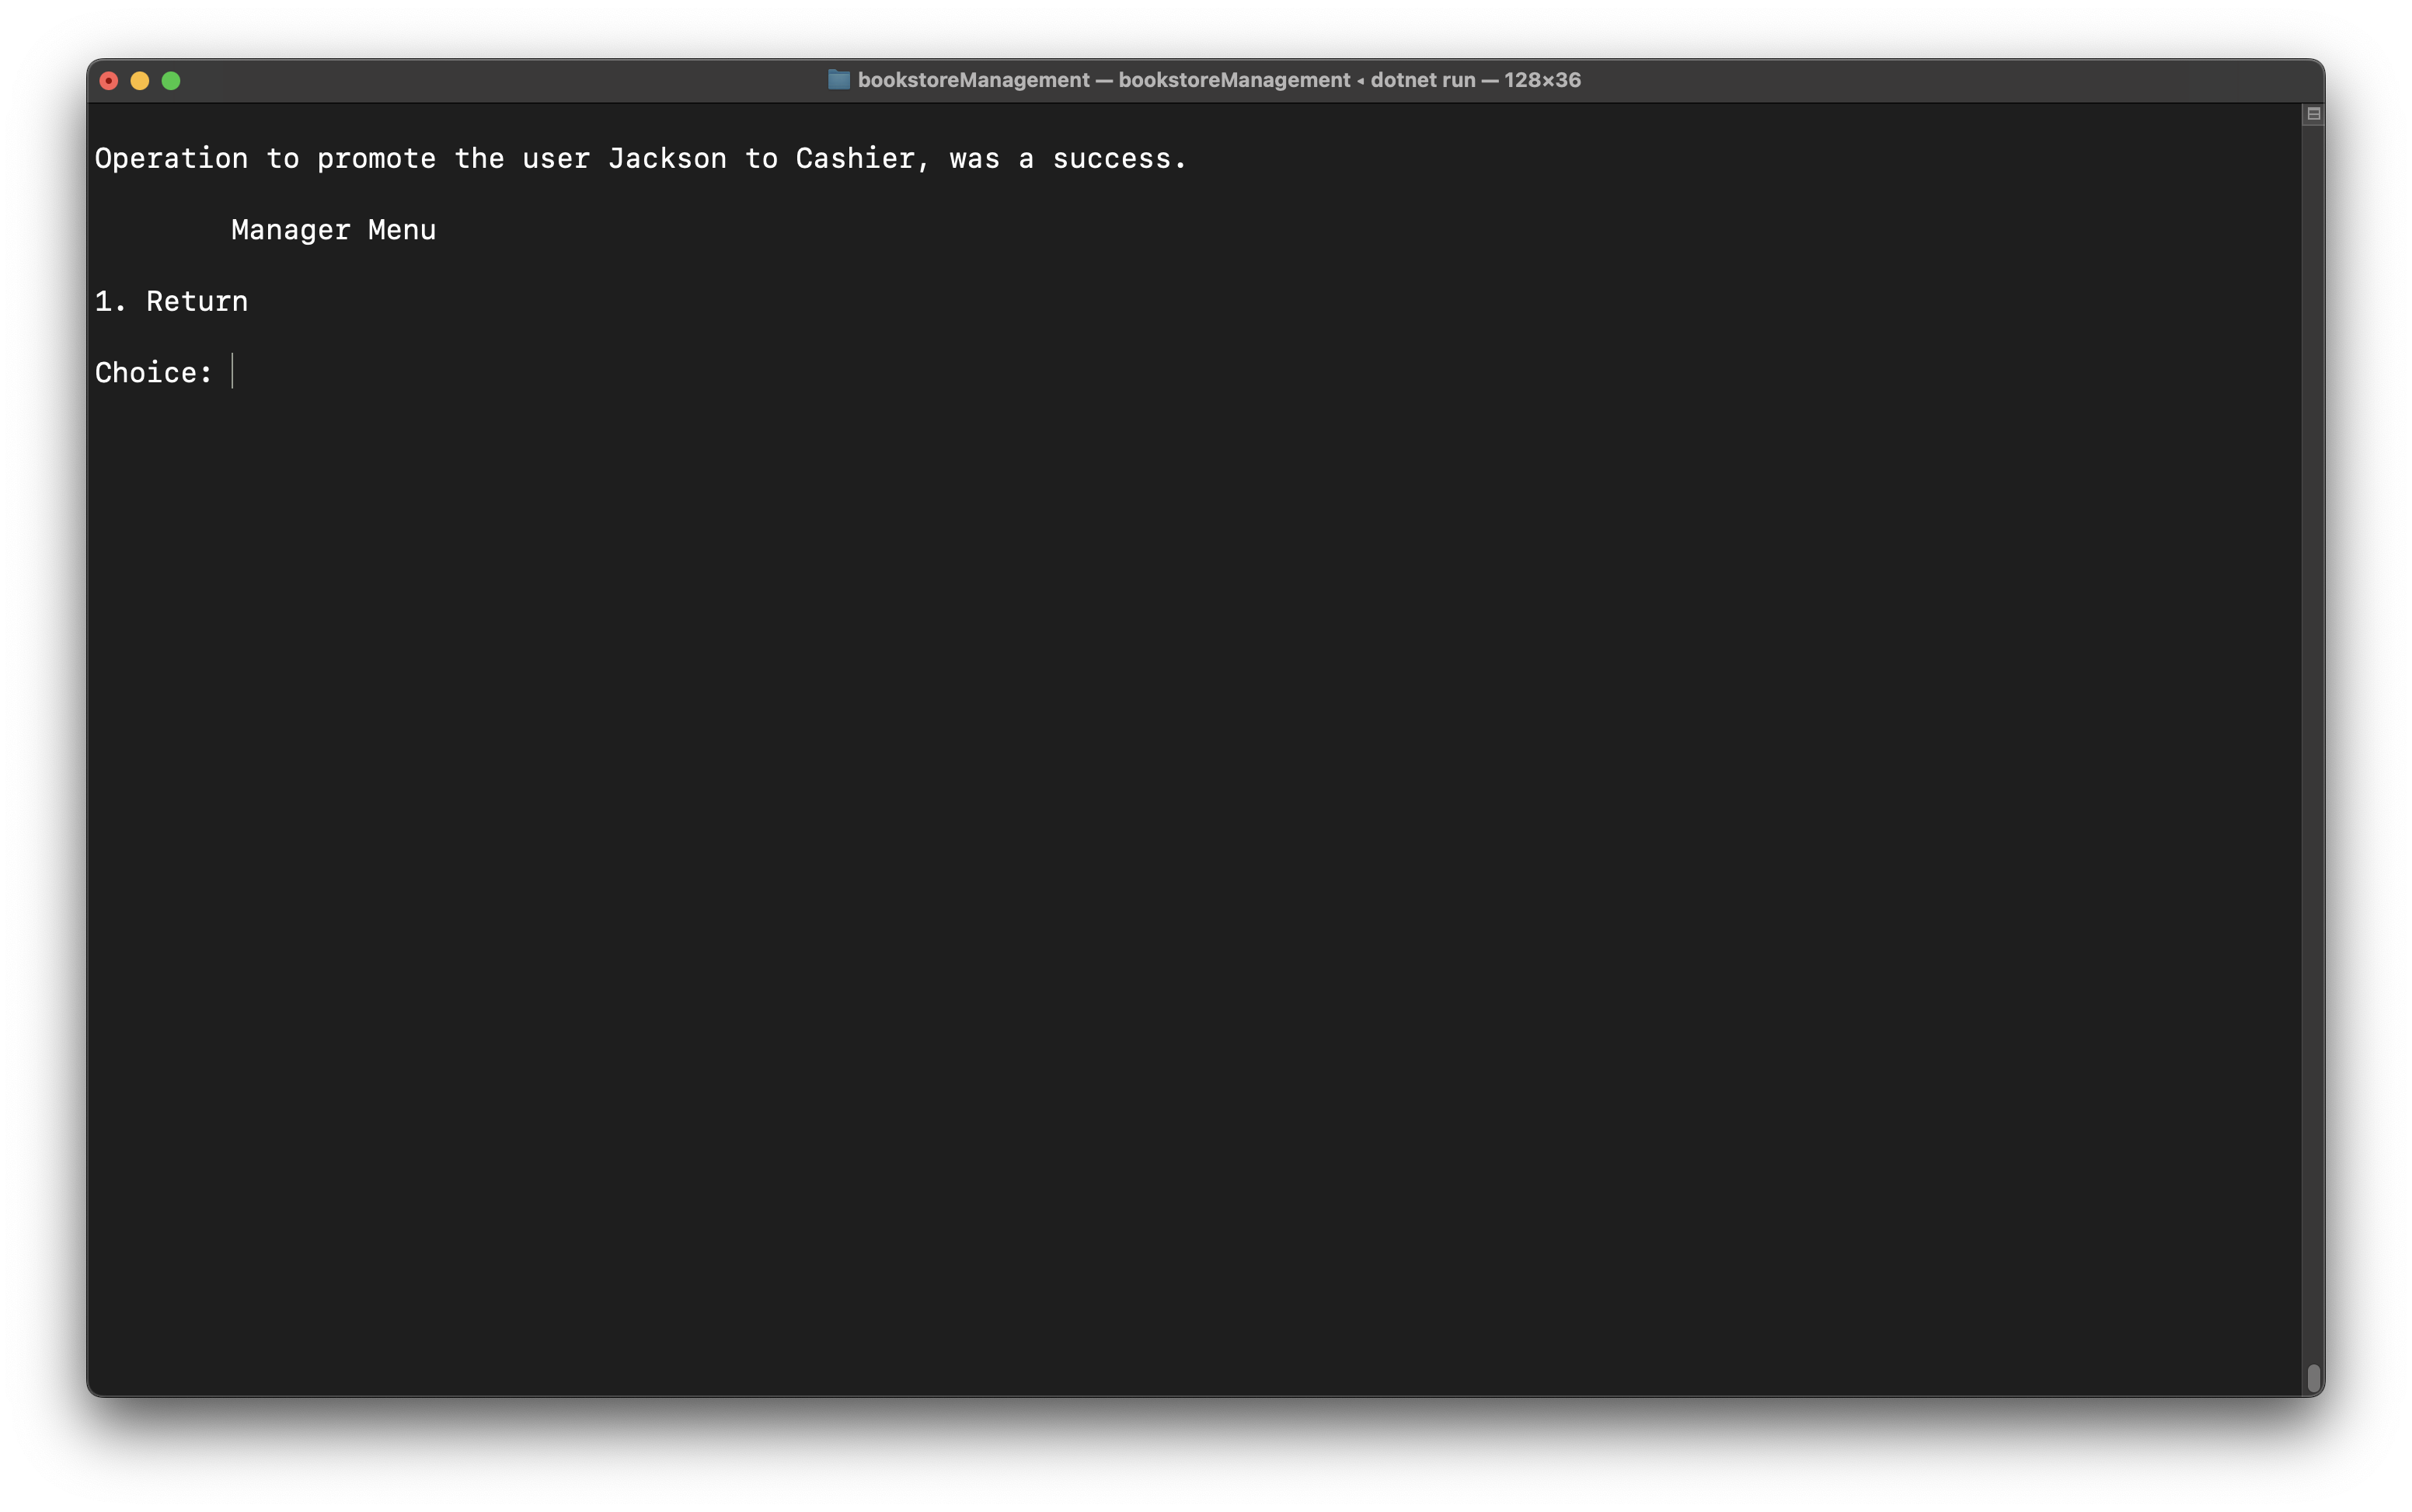 bookstoreManagement — bookstoreManagement ◂ dotnet run — 128×36
Operation to promote the user Jackson to Cashier, was a success.
Manager Menu
1. Return
Choice: